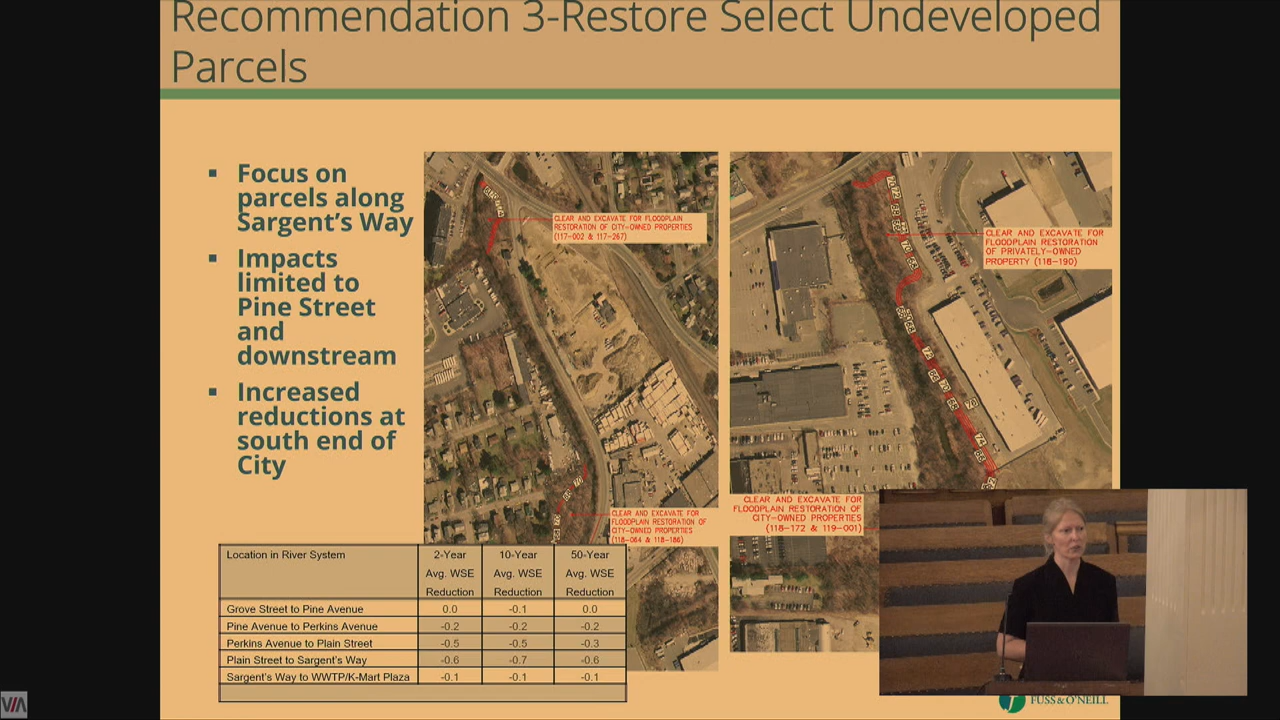 Recommendation 3-Restore Select Undeveloped
Parcels
▪ Focus on
parcels along
Sargent's Way
▪ Impacts
limited to
Pine Street
and
downstream
▪ Increased
reductions at
south end of
City
CLEAR AND EXCAVATE FOR FLOODPLAIN
RESTORATION OF CITY-OWNED PROPERTIES
(117-002 & 117-267)
CLEAR AND EXCAVATE FOR
FLOODPLAIN RESTORATION OF
CITY-OWNED PROPERTIES
(118-064 & 118-186)
CLEAR AND EXCAVATE FOR
FLOODPLAIN RESTORATION
OF PRIVATELY-OWNED
PROPERTY (118-190)
CLEAR AND EXCAVATE FOR
FLOODPLAIN RESTORATION OF
CITY-OWNED PROPERTIES
(118-172 & 119-001)
Location in River System 2-Year 10-Year 50-Year
Avg. WSE Avg. WSE Avg. WSE
Reduction Reduction Reduction
Grove Street to Pine Avenue 0.0 -0.1 0.0
Pine Avenue to Perkins Avenue -0.2 -0.2 -0.2
Perkins Avenue to Plain Street -0.5 -0.5 -0.3
Plain Street to Sargent's Way -0.6 -0.7 -0.6
Sargent's Way to WWTP/K-Mart Plaza -0.1 -0.1 -0.1
FUSS & O'NEILL
VIA